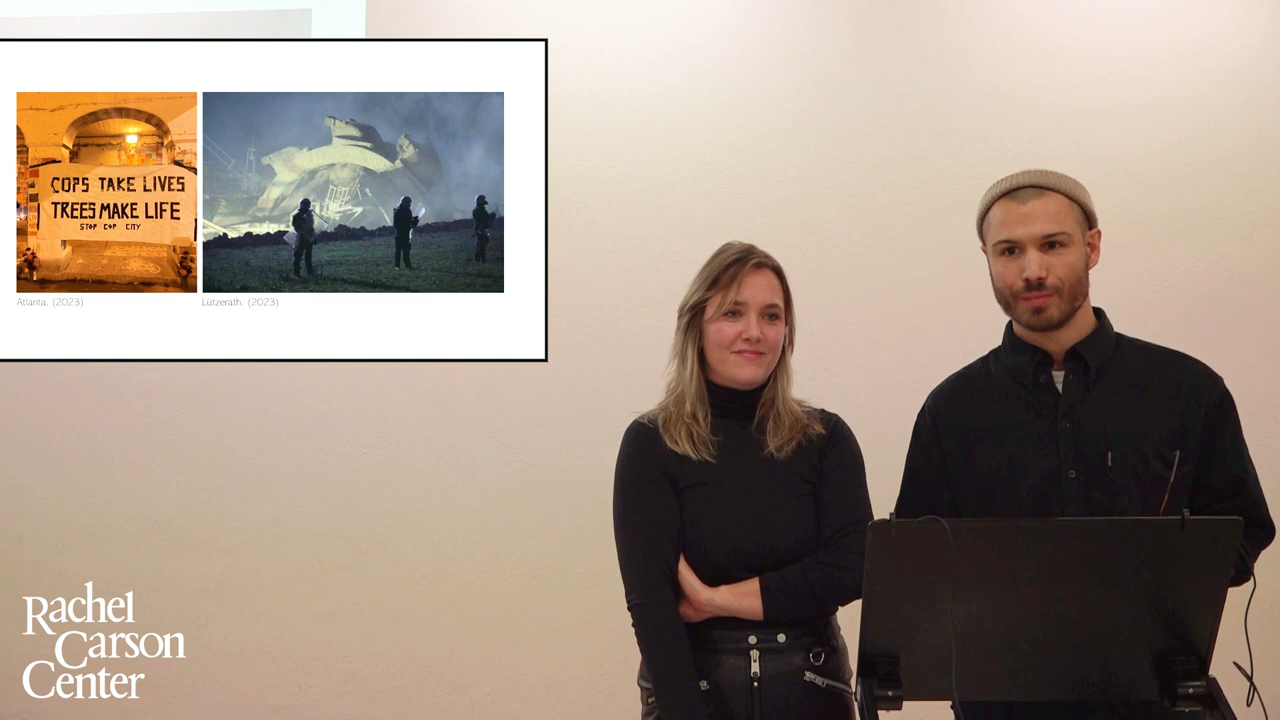 COPS TAKE LIVES
TREES MAKE LIFE
STOP COP CITY
Atlanta. (2023)
Lützerath. (2023)
Rachel
Carson
Center